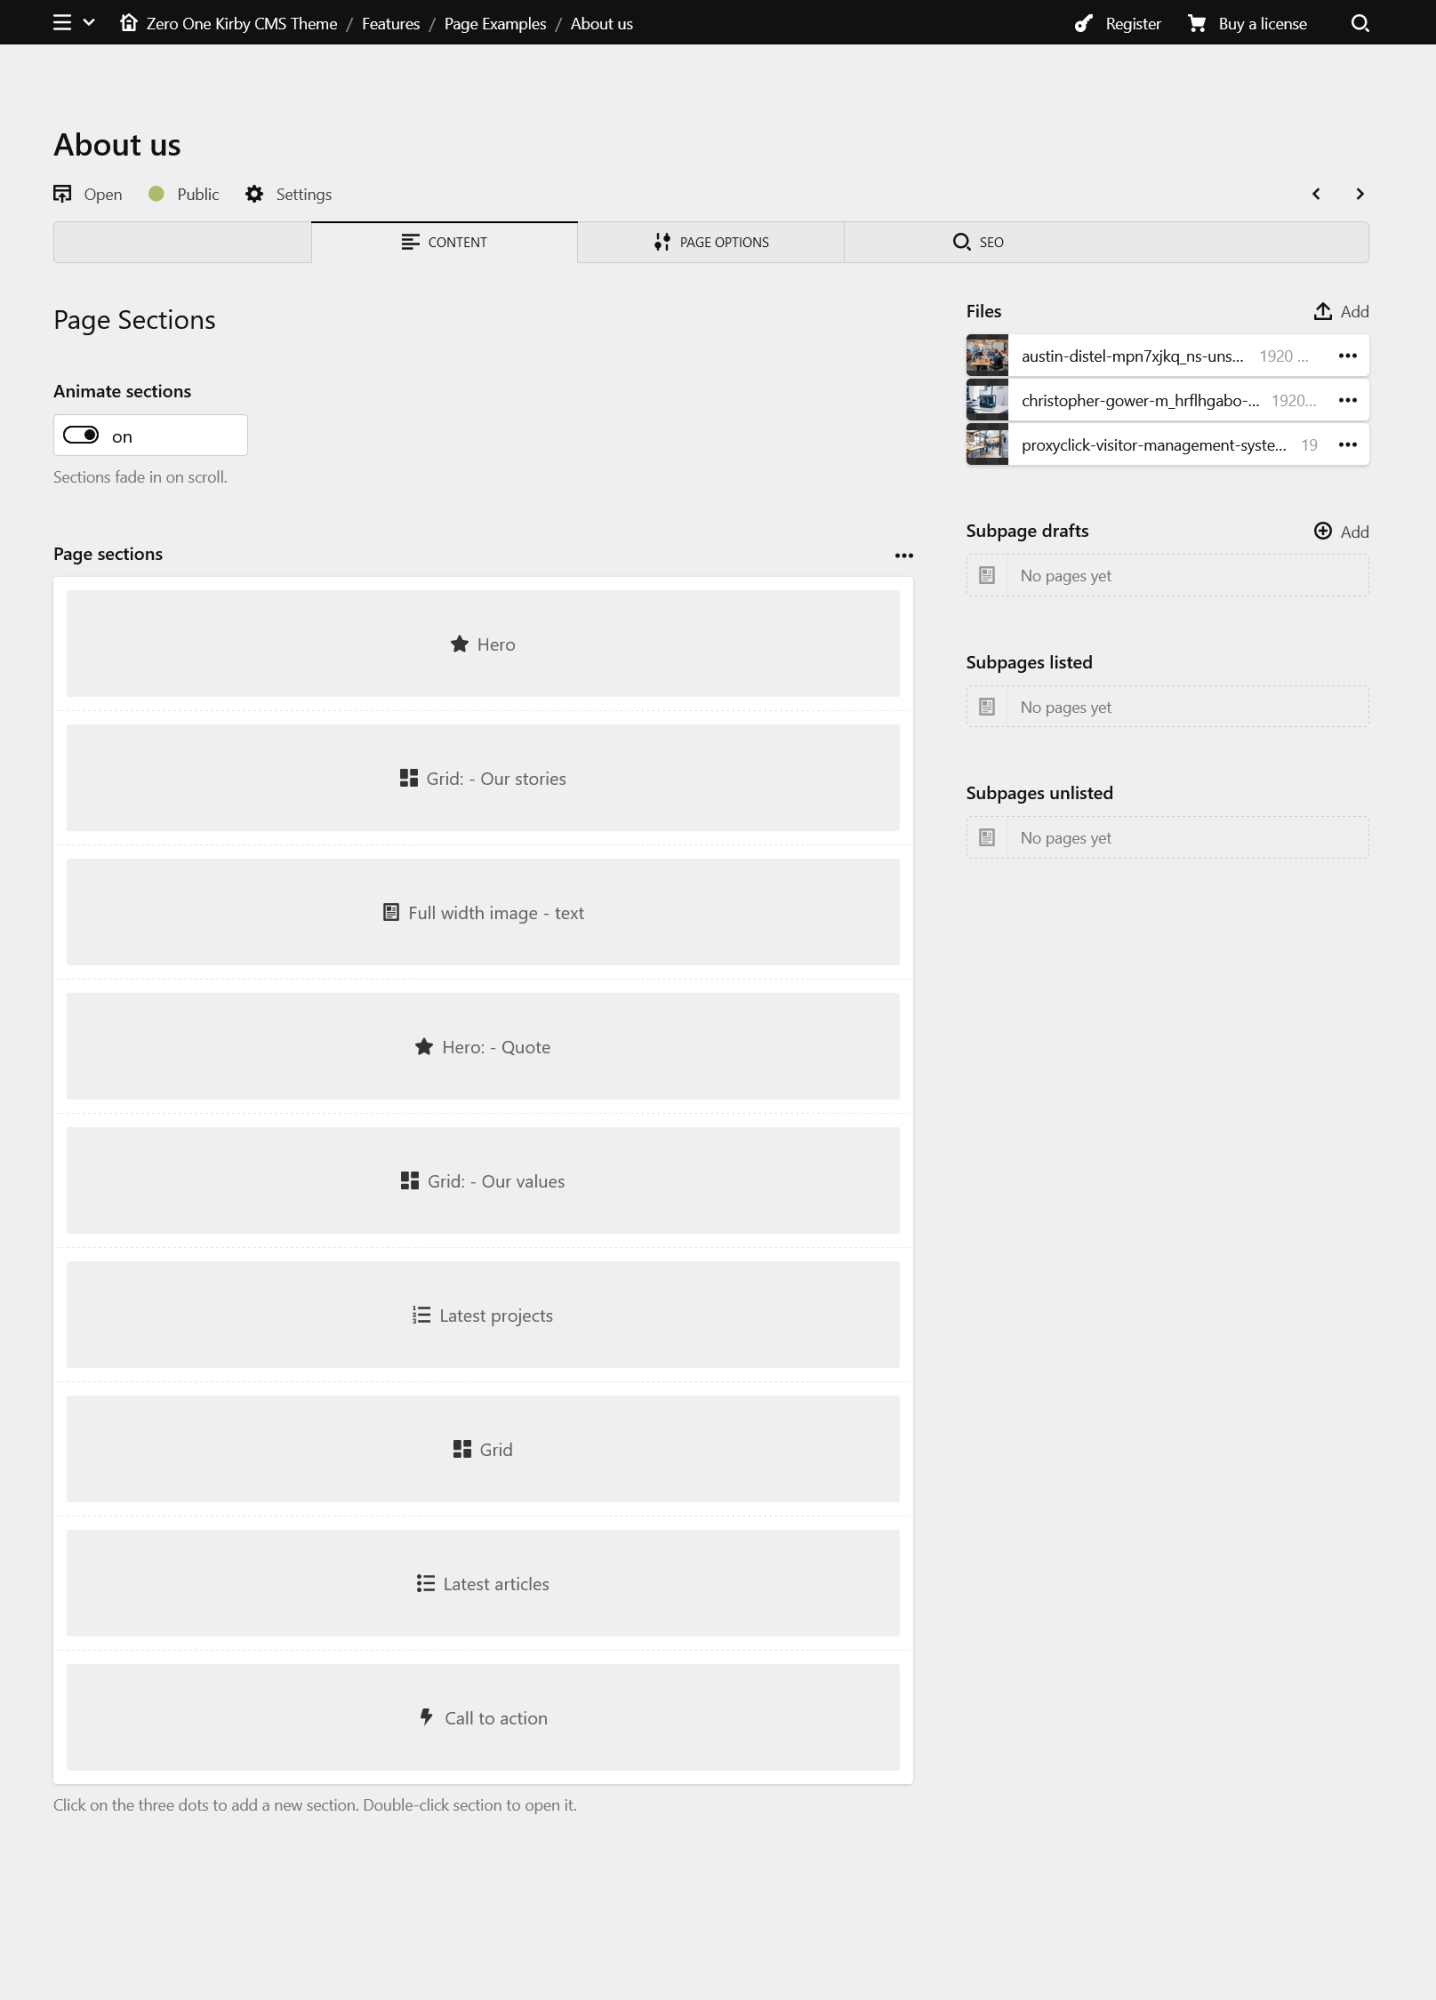 Zero One Kirby CMS Theme / Features / Page Examples / About us Register Buy a license
About us
Open Public Settings
CONTENT PAGE OPTIONS SEO
Page Sections
Animate sections
on
Sections fade in on scroll.
Page sections
Hero
Grid: - Our stories
Full width image - text
Hero: - Quote
Grid: - Our values
Latest projects
Grid
Latest articles
Call to action
Click on the three dots to add a new section. Double-click section to open it.
Files Add
austin-distel-mpn7xjkq_ns-uns... 1920 ...
christopher-gower-m_hrflhgabo-... 1920...
proxyclick-visitor-management-syste... 19
Subpage drafts Add
No pages yet
Subpages listed
No pages yet
Subpages unlisted
No pages yet